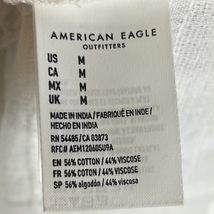 AMERICAN EAGLE
OUTFITTERS
US M
CA M
MX M
UK M
MADE IN INDIA / FABRIQUÉ EN INDE /
HECHO EN INDIA
RN 54485/ CA 03873
RFC# AEM120605U9A
EN 56% COTTON / 44% VISCOSE
FR 56% COTON / 44% VISCOSE
SP 56% algodón / 44% viscosa